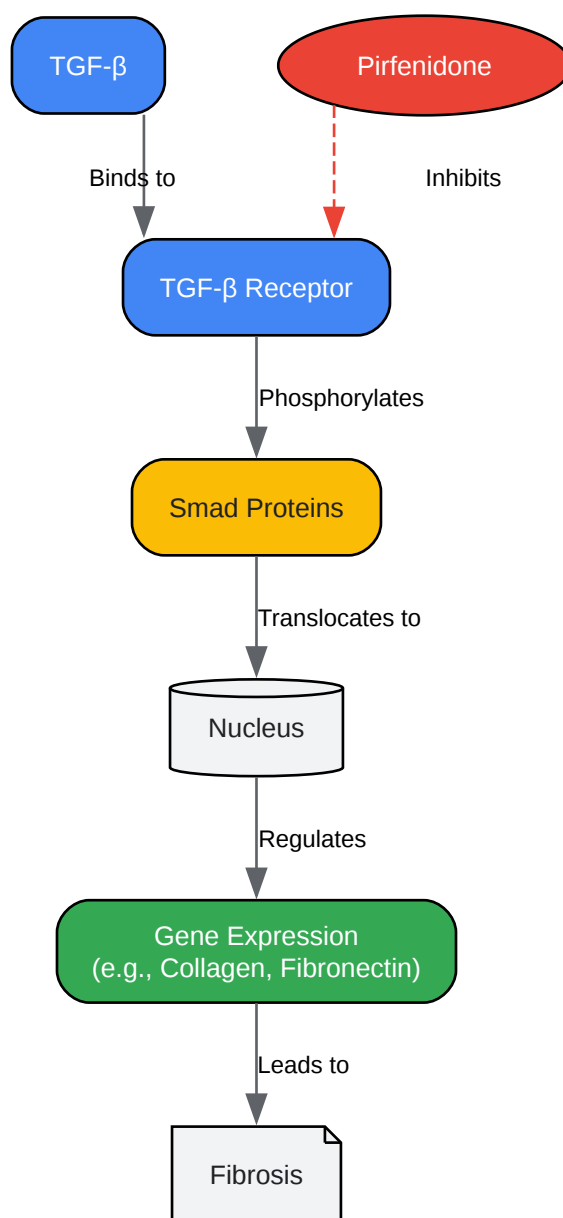 TGF-β
Pirfenidone
Binds to
Inhibits
TGF-β Receptor
Phosphorylates
Smad Proteins
Translocates to
Nucleus
Regulates
Gene Expression
(e.g., Collagen, Fibronectin)
Leads to
Fibrosis